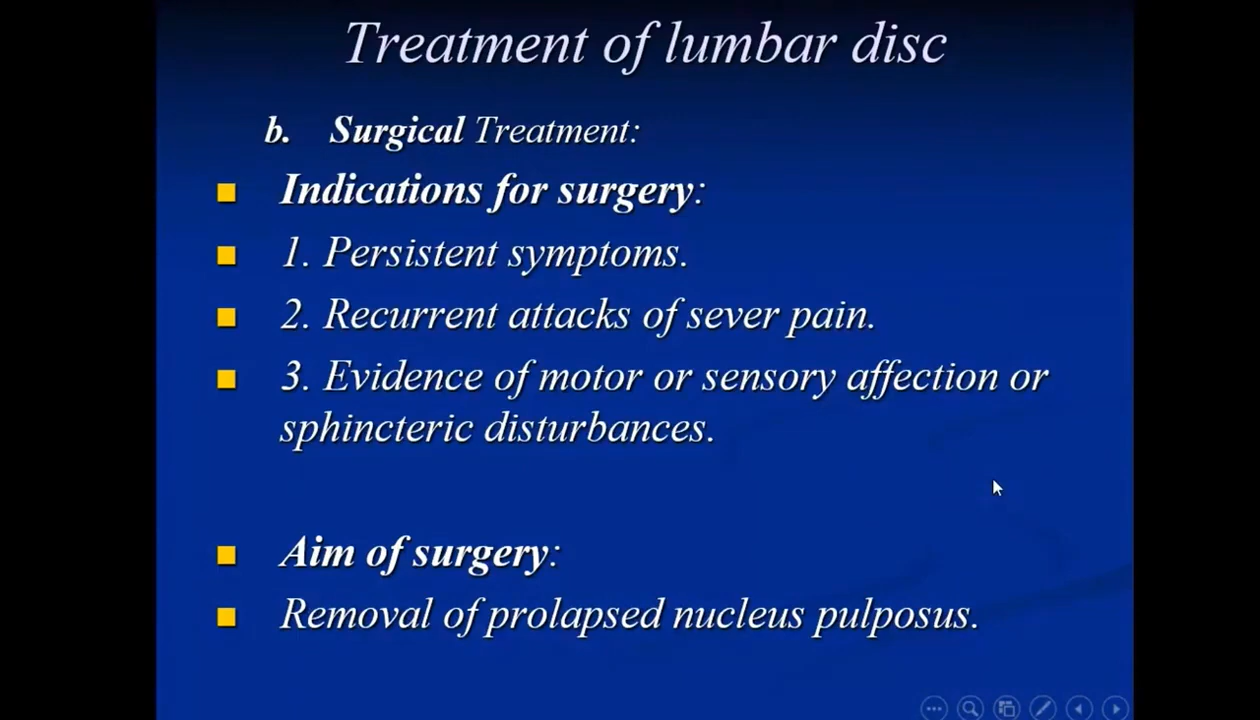 Treatment of lumbar disc
b. Surgical Treatment:
Indications for surgery:
1. Persistent symptoms.
2. Recurrent attacks of sever pain.
3. Evidence of motor or sensory affection or
sphincteric disturbances.
Aim of surgery:
Removal of prolapsed nucleus pulposus.